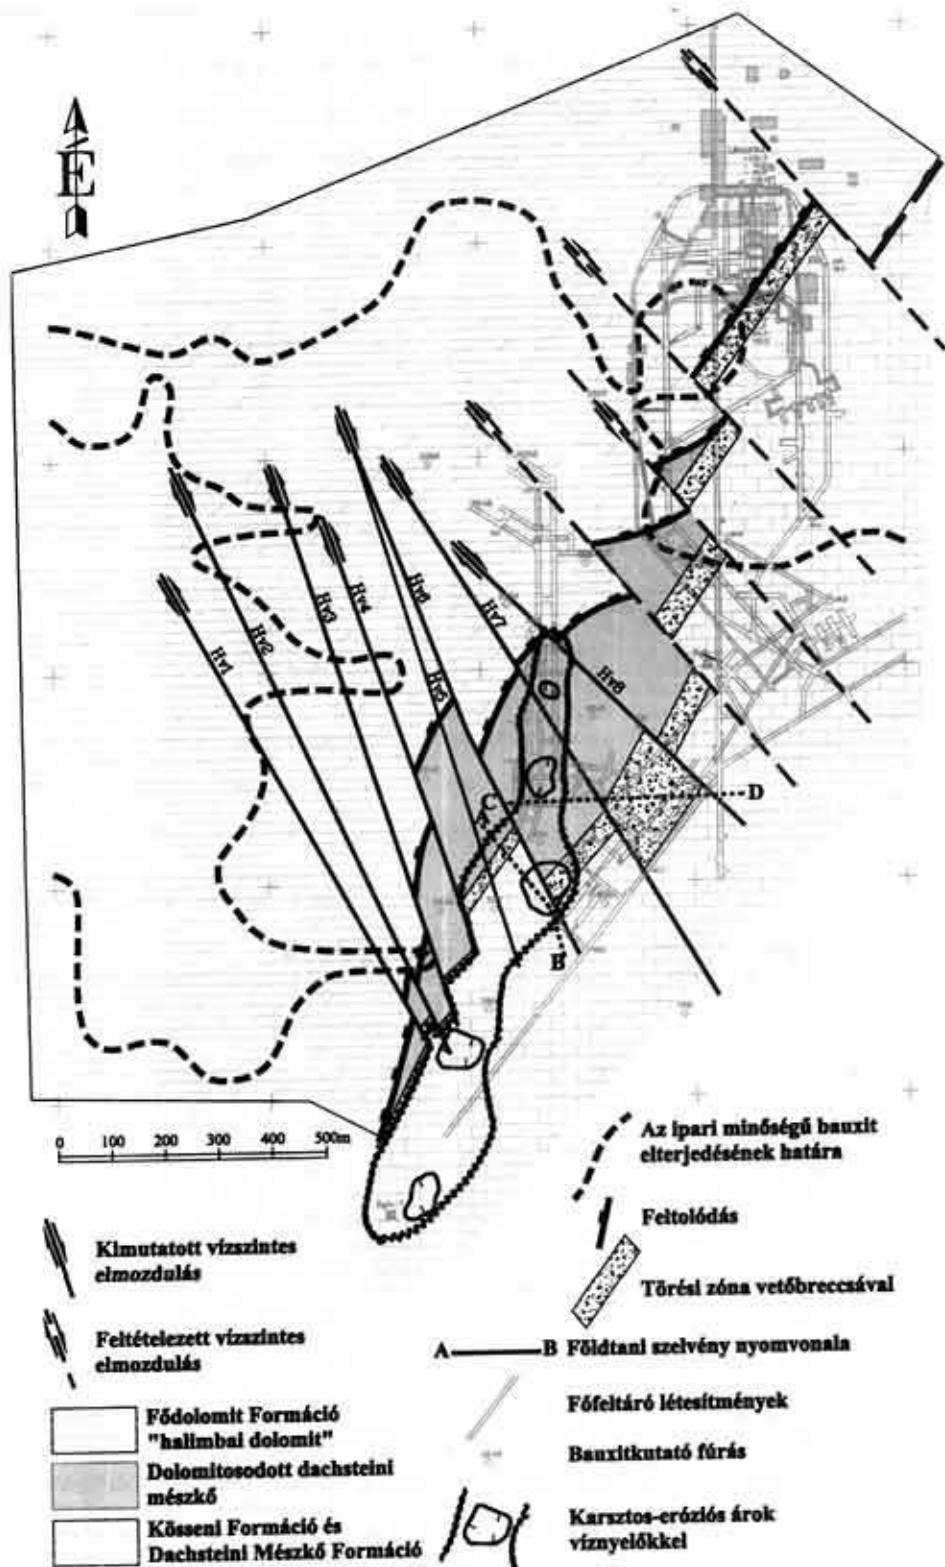 É
Hv1
Hv2
Hv3
Hv4
Hv6
Hv5
Hv7
Hv8
C
D
B
0 100 200 300 400 500m
Kimutatott vízszintes
elmozdulás
Feltételezett vízszintes
elmozdulás
Fődolomit Formáció
"halimbai dolomit"
Dolomitosodott dachsteini
mészkő
Kösseni Formáció és
Dachsteini Mészkő Formáció
Az ipari minőségű bauxit
elterjedésének határa
Feltolódás
Törési zóna vetőbreccsával
A B Földtani szelvény nyomvonala
Főfeltáró létesítmények
Bauxitkutató fúrás
Karsztos-eróziós árok
víznyelőkkel